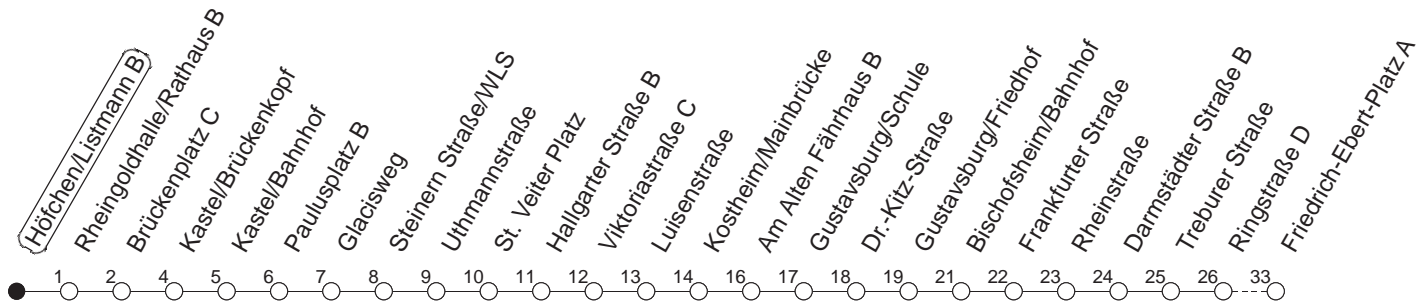 Höfchen/Listmann B
Rheingoldhalle/Rathaus B
Brückenplatz C
Kastel/Brückenkopf
Kastel/Bahnhof
Paulusplatz B
Glacisweg
Steinern Straße/WLS
Uthmannstraße
St. Veiter Platz
Hallgarter Straße B
Viktoriastraße C
Luisenstraße
Kostheim/Mainbrücke
Am Alten Fährhaus B
Gustavsburg/Schule
Dr.-Kitz-Straße
Gustavsburg/Friedhof
Bischofsheim/Bahnhof
Frankfurter Straße
Rheinstraße
Darmstädter Straße B
Treburer Straße
Ringstraße D
Friedrich-Ebert-Platz A
1 2 4 5 6 7 8 9 10 11 12 13 14 16 17 18 19 21 22 23 24 25 26 33